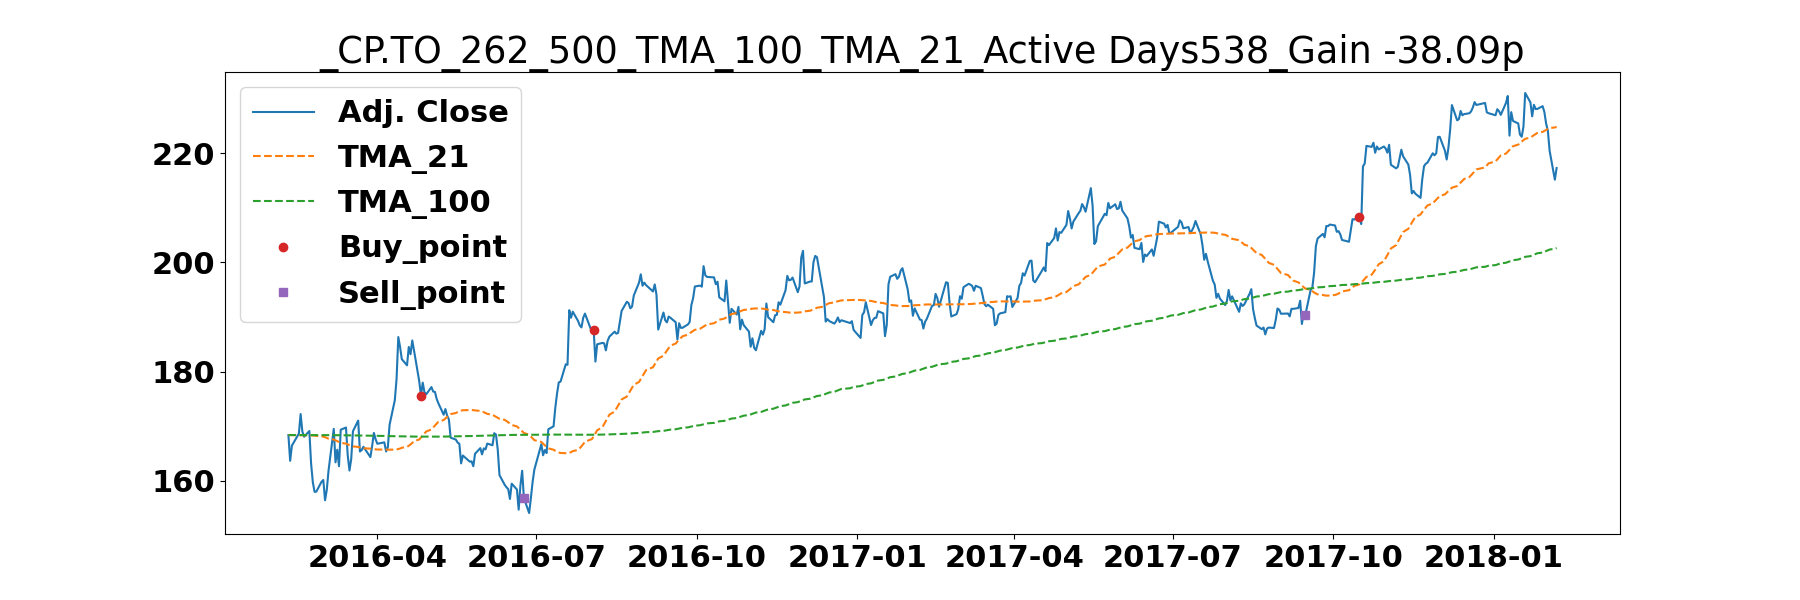 _CP.TO_262_500_TMA_100_TMA_21_Active Days538_Gain -38.09p
Adj. Close
TMA_21
TMA_100
Buy_point
Sell_point
220
200
180
160
2016-04 2016-07 2016-10 2017-01 2017-04 2017-07 2017-10 2018-01